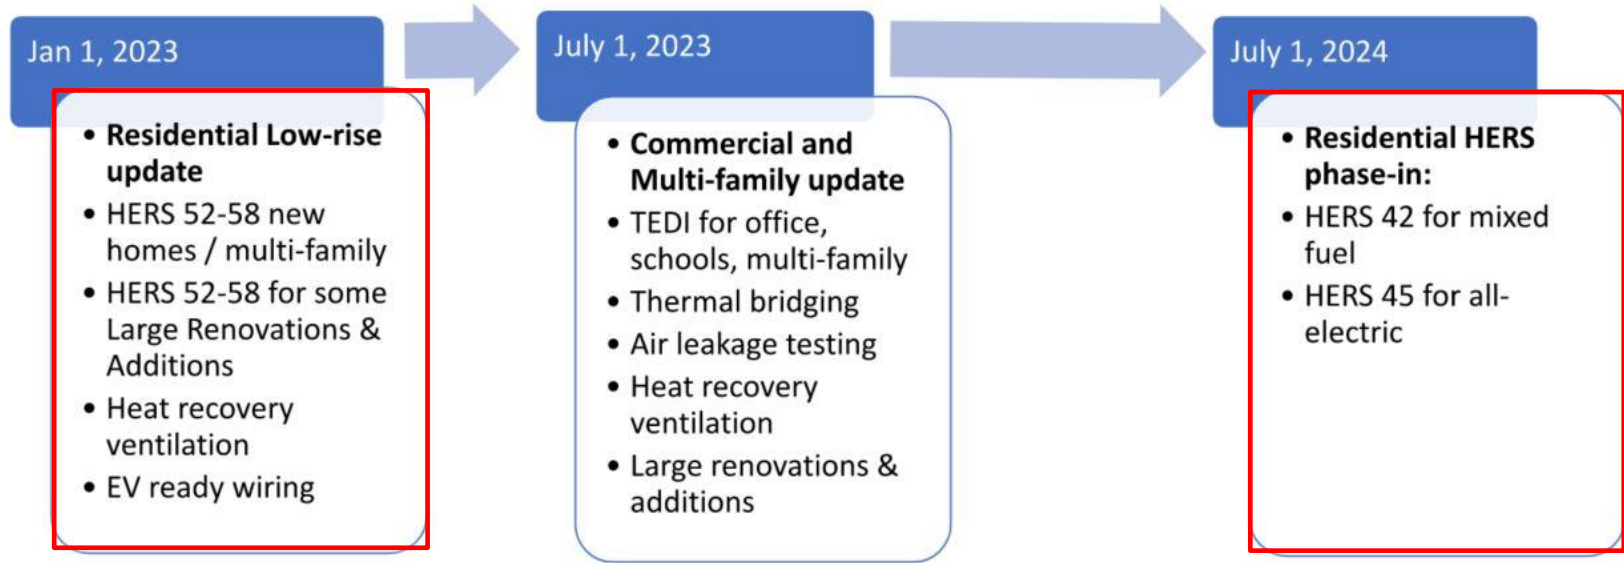 Jan 1, 2023
• Residential Low-rise
update
• HERS 52-58 new
homes / multi-family
• HERS 52-58 for some
Large Renovations &
Additions
• Heat recovery
ventilation
• EV ready wiring
July 1, 2023
• Commercial and
Multi-family update
• TEDI for office,
schools, multi-family
• Thermal bridging
• Air leakage testing
• Heat recovery
ventilation
• Large renovations &
additions
July 1, 2024
• Residential HERS
phase-in:
• HERS 42 for mixed
fuel
• HERS 45 for all-
electric